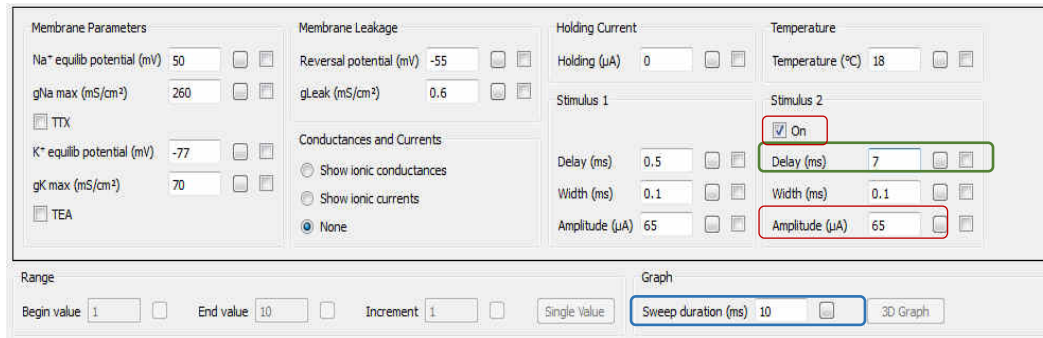 Membrane Parameters
Na⁺ equilib potential (mV) 50
gNa max (mS/cm²) 260
TTX
K⁺ equilib potential (mV) -77
gK max (mS/cm²) 70
TEA
Membrane Leakage
Reversal potential (mV) -55
gLeak (mS/cm²) 0.6
Conductances and Currents
Show ionic conductances
Show ionic currents
None
Holding Current
Holding (µA) 0
Stimulus 1
Delay (ms) 0.5
Width (ms) 0.1
Amplitude (µA) 65
Temperature
Temperature (°C) 18
Stimulus 2
On
Delay (ms) 7
Width (ms) 0.1
Amplitude (µA) 65
Range
Begin value 1 End value 10 Increment 1 Single Value
Graph
Sweep duration (ms) 10 3D Graph